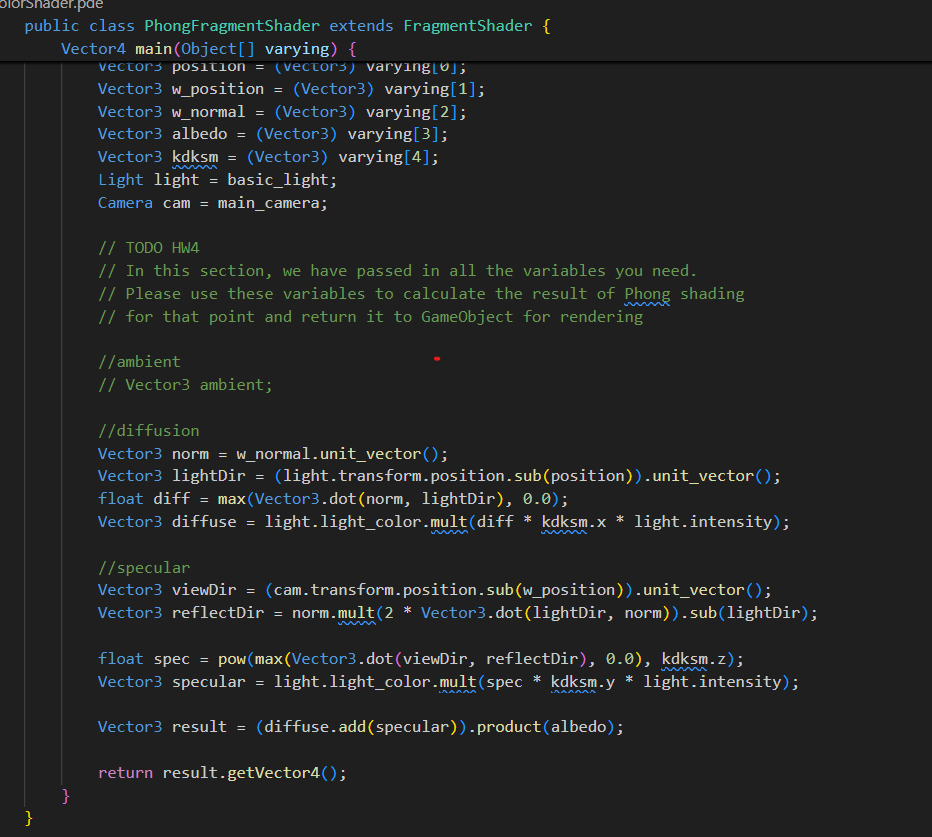 olorShader.pde
public class PhongFragmentShader extends FragmentShader {
Vector4 main(Object[] varying) {
Vector3 position = (Vector3) varying[0];
Vector3 w_position = (Vector3) varying[1];
Vector3 w_normal = (Vector3) varying[2];
Vector3 albedo = (Vector3) varying[3];
Vector3 kdksm = (Vector3) varying[4];
Light light = basic_light;
Camera cam = main_camera;
// TODO HW4
// In this section, we have passed in all the variables you need.
// Please use these variables to calculate the result of Phong shading
// for that point and return it to GameObject for rendering
//ambient
// Vector3 ambient;
//diffusion
Vector3 norm = w_normal.unit_vector();
Vector3 lightDir = (light.transform.position.sub(position)).unit_vector();
float diff = max(Vector3.dot(norm, lightDir), 0.0);
Vector3 diffuse = light.light_color.mult(diff * kdksm.x * light.intensity);
//specular
Vector3 viewDir = (cam.transform.position.sub(w_position)).unit_vector();
Vector3 reflectDir = norm.mult(2 * Vector3.dot(lightDir, norm)).sub(lightDir);
float spec = pow(max(Vector3.dot(viewDir, reflectDir), 0.0), kdksm.z);
Vector3 specular = light.light_color.mult(spec * kdksm.y * light.intensity);
Vector3 result = (diffuse.add(specular)).product(albedo);
return result.getVector4();
}
}